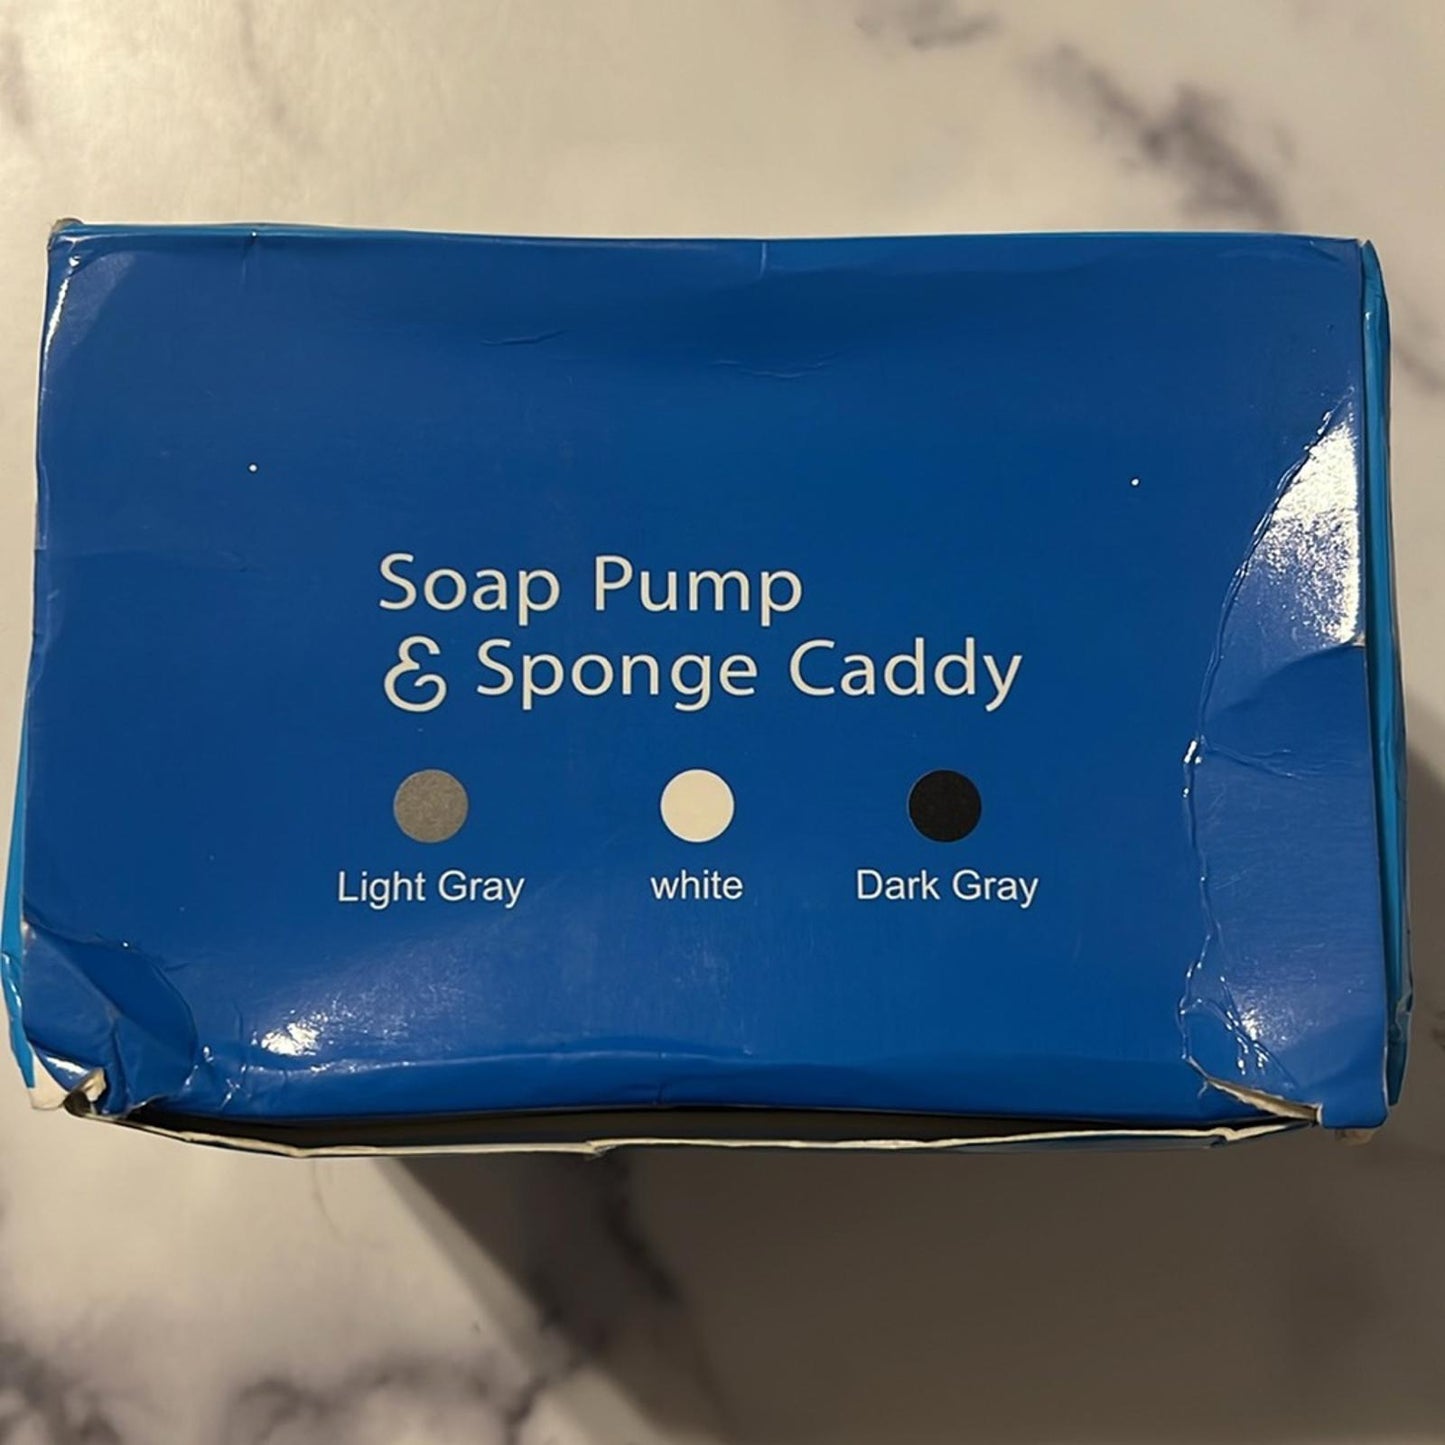 Soap Pump
& Sponge Caddy
Light Gray white Dark Gray